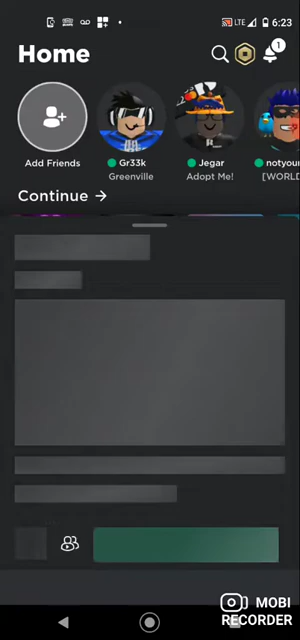 LTE 6:23
Home
1
Add Friends
Gr33k
Greenville
Jegar
Adopt Me!
notyour
[WORLD
Continue →
MOBI
RECORDER